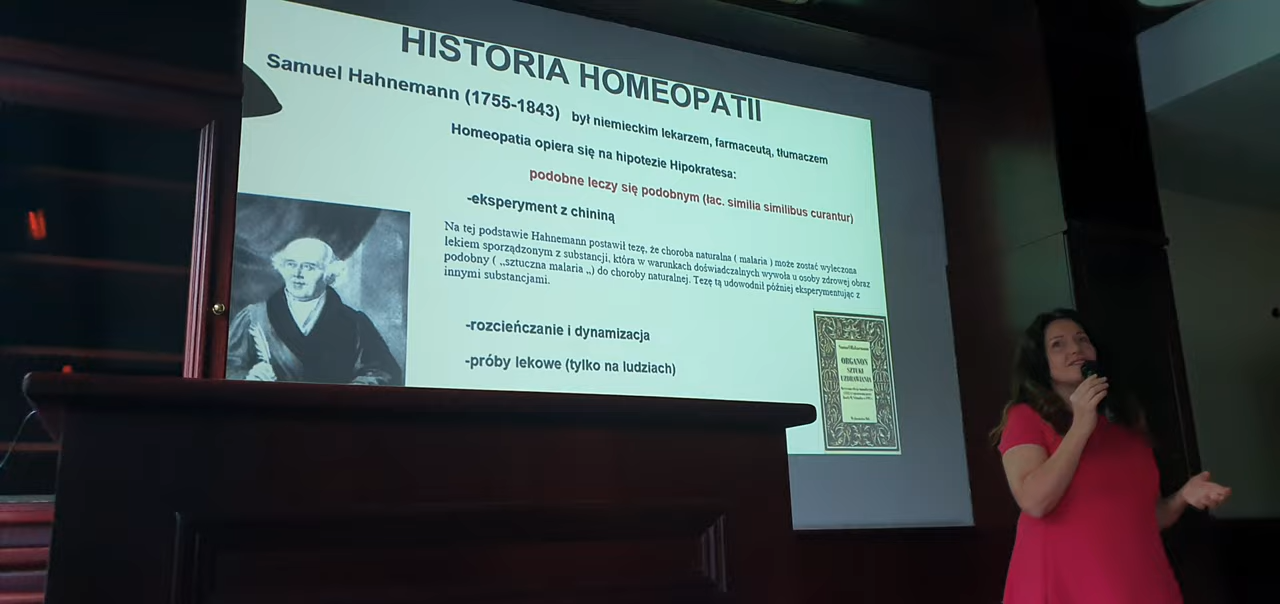 HISTORIA HOMEOPATII
Samuel Hahnemann (1755-1843) był niemieckim lekarzem, farmaceutą, tłumaczem
Homeopatia opiera się na hipotezie Hipokratesa:
podobne leczy się podobnym (łac. similia similibus curantur)
-eksperyment z chininą
Na tej podstawie Hahnemann postawił tezę, że choroba naturalna ( malaria ) może zostać wyleczona
lekiem sporządzonym z substancji, która w warunkach doświadczalnych wywoła u osoby zdrowej obraz
podobny ( „sztuczna malaria „) do choroby naturalnej. Tezę tą udowodnił później eksperymentując z
innymi substancjami.
-rozcieńczanie i dynamizacja
-próby lekowe (tylko na ludziach)
Samuel Hahnemann
ORGANON
SZTUKI
UZDRAWIANIA